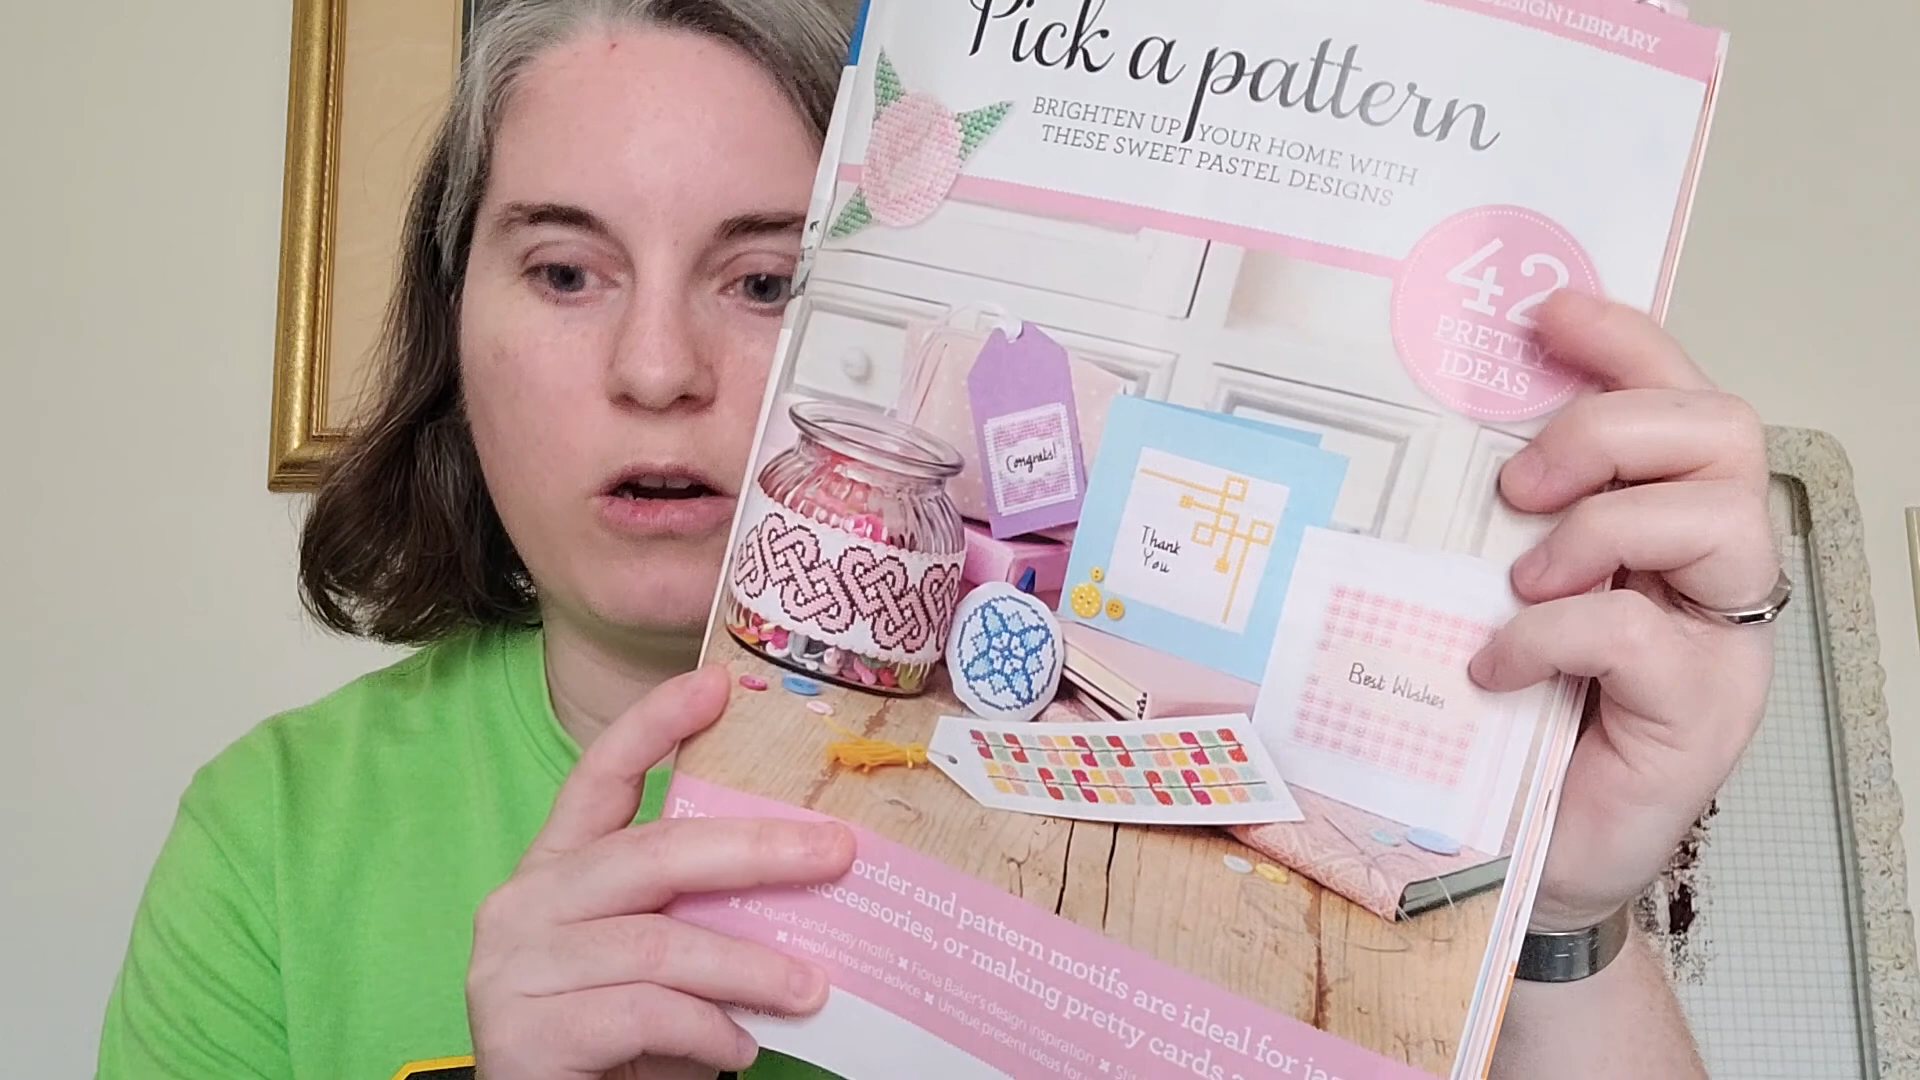 DESIGN LIBRARY
Pick a pattern
BRIGHTEN UP YOUR HOME WITH
THESE SWEET PASTEL DESIGNS
42
PRETTY
IDEAS
Congrats!
Thank
You
Best Wishes
order and pattern motifs are ideal for
accessories, or making pretty cards
42 quick-and-easy motifs ✖ Fiona Baker's design inspiration ✖
✖ Helpful tips and advice ✖ Unique present ideas for